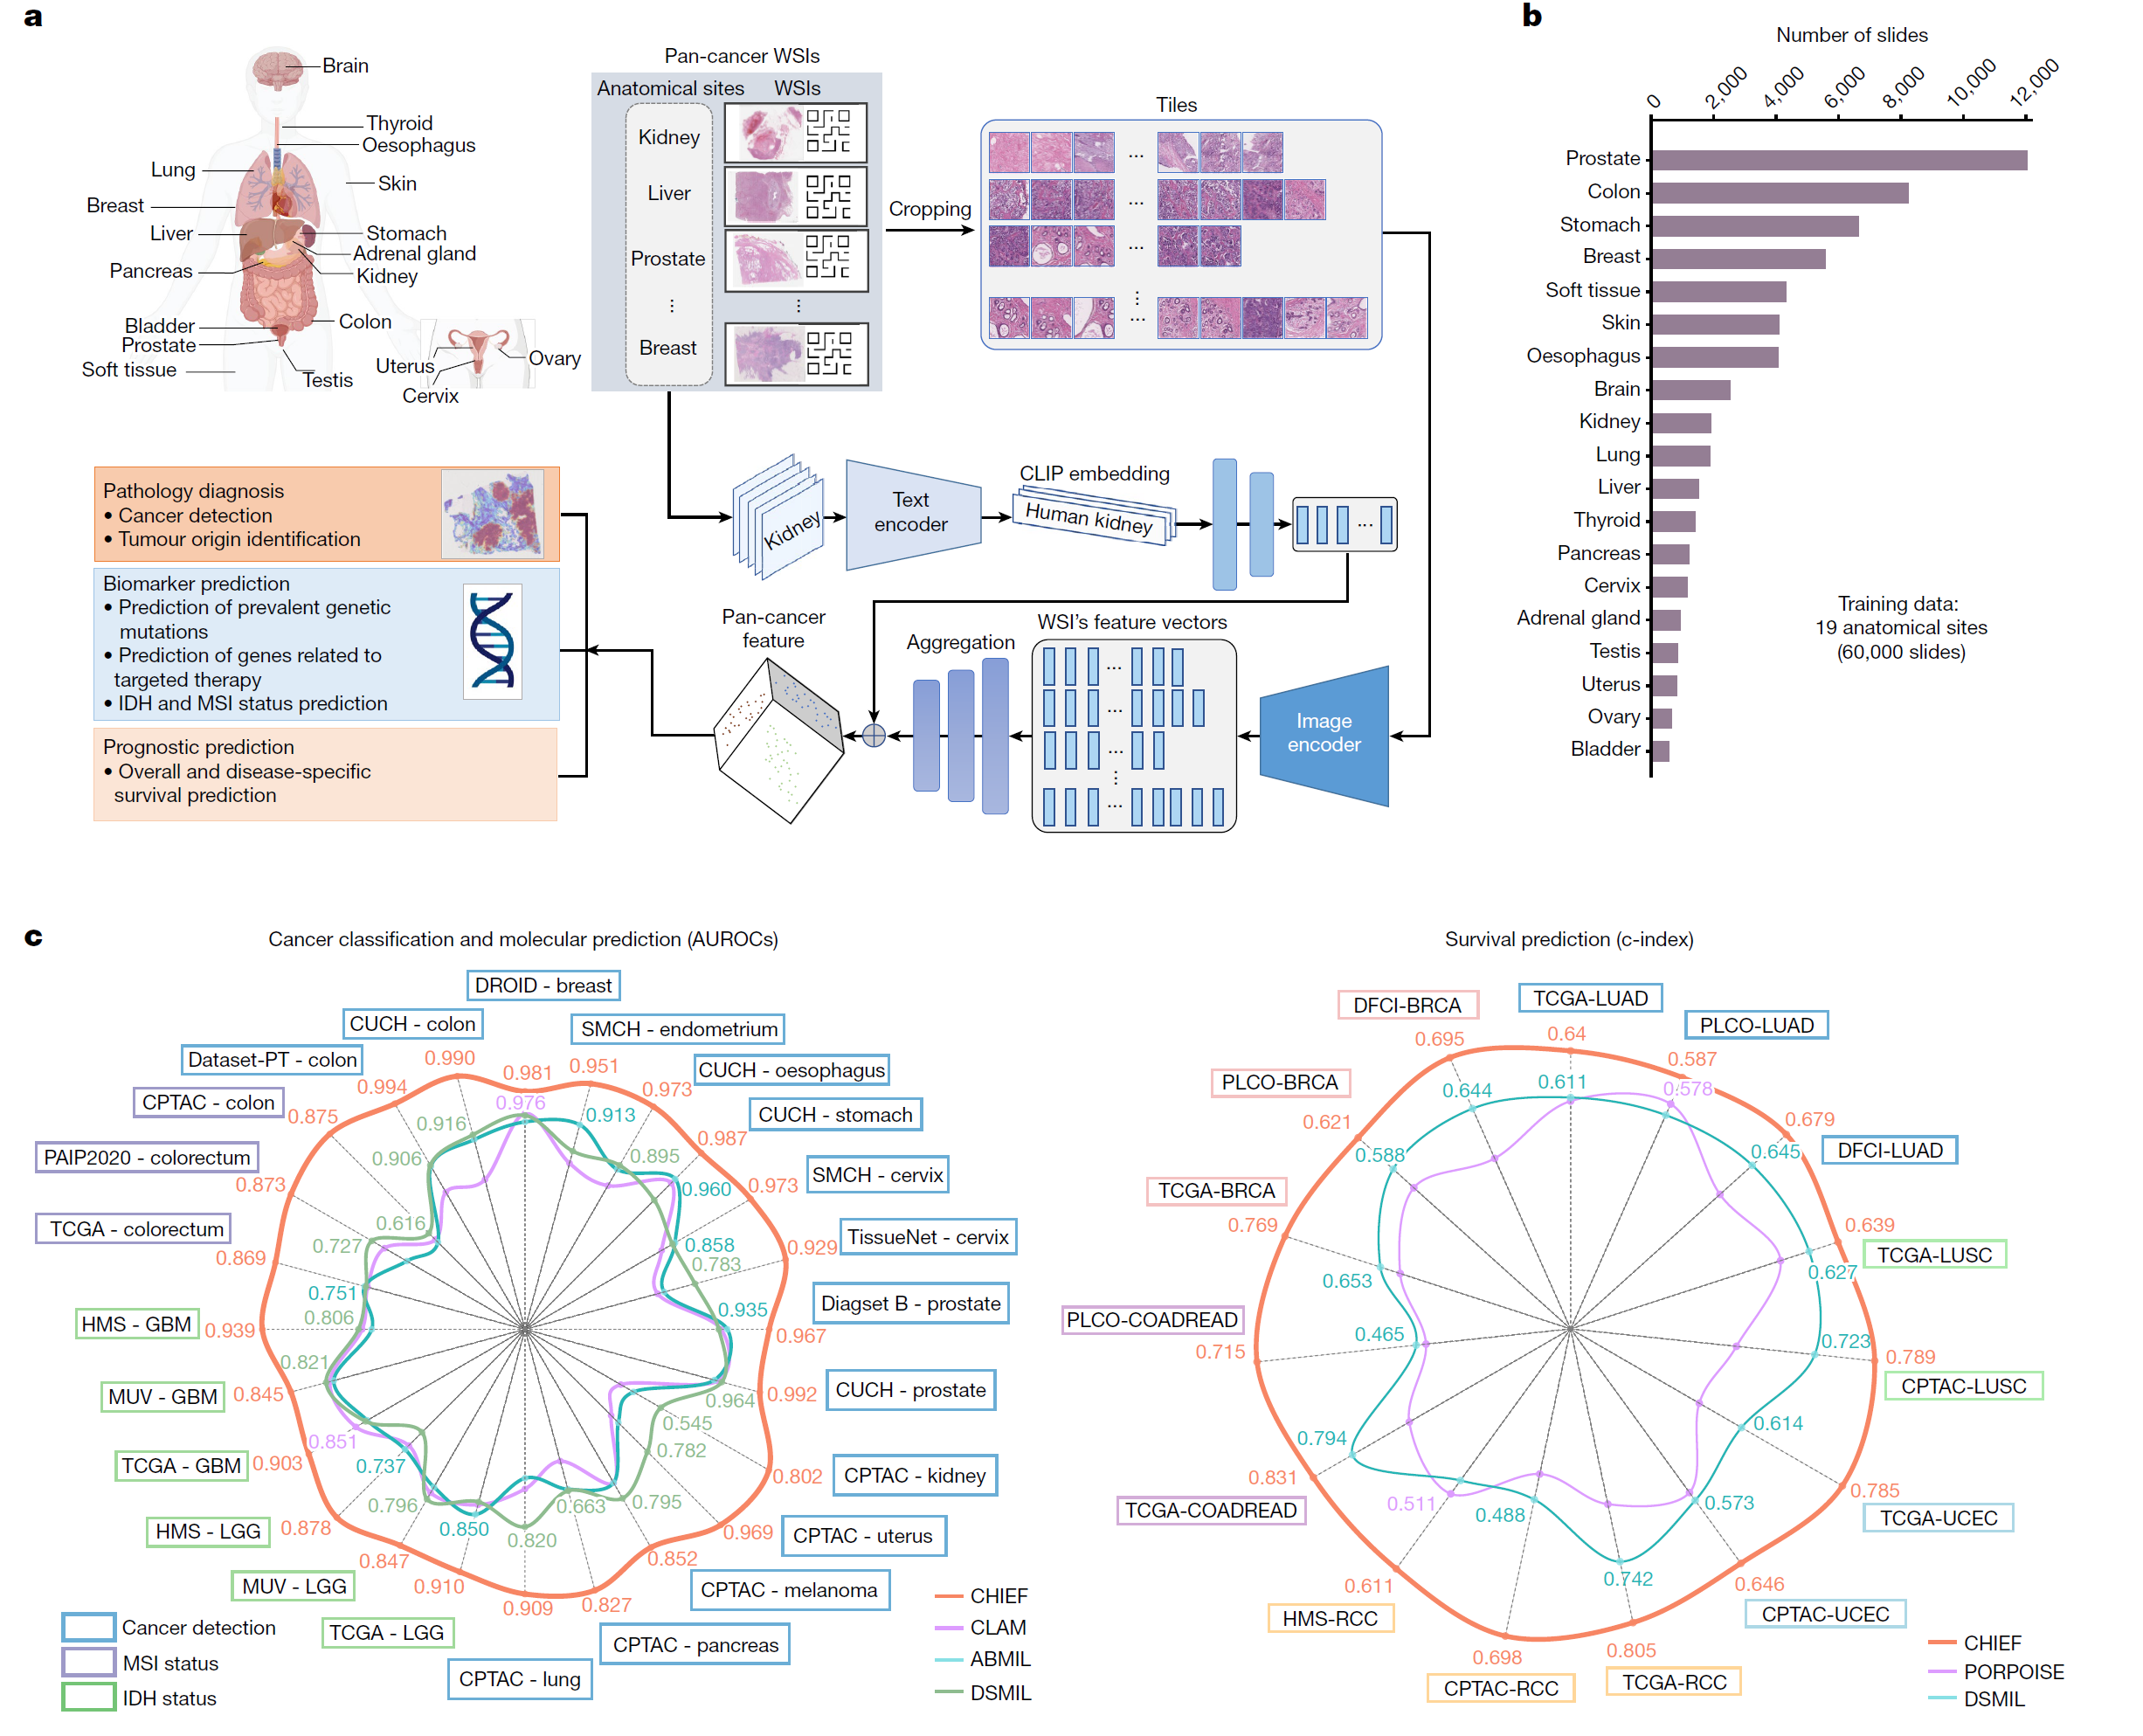 a
Brain
Thyroid
Oesophagus
Lung
Skin
Breast
Liver
Stomach
Adrenal gland
Pancreas
Kidney
Bladder
Colon
Prostate
Soft tissue
Testis
Uterus
Ovary
Cervix
Pan-cancer WSIs
Anatomical sites WSIs
Kidney
Liver
Prostate
⋮ ⋮
Breast
Cropping
Tiles
...
...
...
⋮
...
Kidney
Text
encoder
CLIP embedding
Human kidney
...
Pathology diagnosis
• Cancer detection
• Tumour origin identification
Biomarker prediction
• Prediction of prevalent genetic
mutations
• Prediction of genes related to
targeted therapy
• IDH and MSI status prediction
Prognostic prediction
• Overall and disease-specific
survival prediction
Pan-cancer
feature
Aggregation
WSI's feature vectors
...
...
...
⋮
...
Image
encoder
b
Number of slides
0 2,000 4,000 6,000 8,000 10,000 12,000
Prostate
Colon
Stomach
Breast
Soft tissue
Skin
Oesophagus
Brain
Kidney
Lung
Liver
Thyroid
Pancreas
Cervix
Adrenal gland
Testis
Uterus
Ovary
Bladder
Training data:
19 anatomical sites
(60,000 slides)
c
Cancer classification and molecular prediction (AUROCs)
DROID - breast
0.981
0.976
SMCH - endometrium
0.951
0.913
CUCH - oesophagus
0.973
0.895
CUCH - stomach
0.987
0.960
SMCH - cervix
0.973
0.858
TissueNet - cervix
0.929
0.783
Diagset B - prostate
0.967
0.935
CUCH - prostate
0.992
0.964
CPTAC - kidney
0.802
0.545
CPTAC - uterus
0.969
0.782
CPTAC - melanoma
0.852
0.795
CPTAC - pancreas
0.827
0.663
CPTAC - lung
0.909
0.820
TCGA - LGG
0.910
0.850
MUV - LGG
0.847
0.796
HMS - LGG
0.878
0.737
TCGA - GBM
0.903
0.851
MUV - GBM
0.845
0.821
HMS - GBM
0.939
0.806
TCGA - colorectum
0.869
0.751
PAIP2020 - colorectum
0.873
0.727
CPTAC - colon
0.875
0.616
Dataset-PT - colon
0.994
0.906
CUCH - colon
0.990
0.916
Cancer detection
MSI status
IDH status
CHIEF
CLAM
ABMIL
DSMIL
Survival prediction (c-index)
TCGA-LUAD
0.64
0.611
PLCO-LUAD
0.587
0.578
DFCI-LUAD
0.679
0.645
TCGA-LUSC
0.639
0.627
CPTAC-LUSC
0.789
0.723
TCGA-UCEC
0.785
0.614
CPTAC-UCEC
0.646
0.573
TCGA-RCC
0.805
0.742
CPTAC-RCC
0.698
0.488
HMS-RCC
0.611
0.511
TCGA-COADREAD
0.831
0.794
PLCO-COADREAD
0.715
0.465
TCGA-BRCA
0.769
0.653
PLCO-BRCA
0.621
0.588
DFCI-BRCA
0.695
0.644
CHIEF
PORPOISE
DSMIL